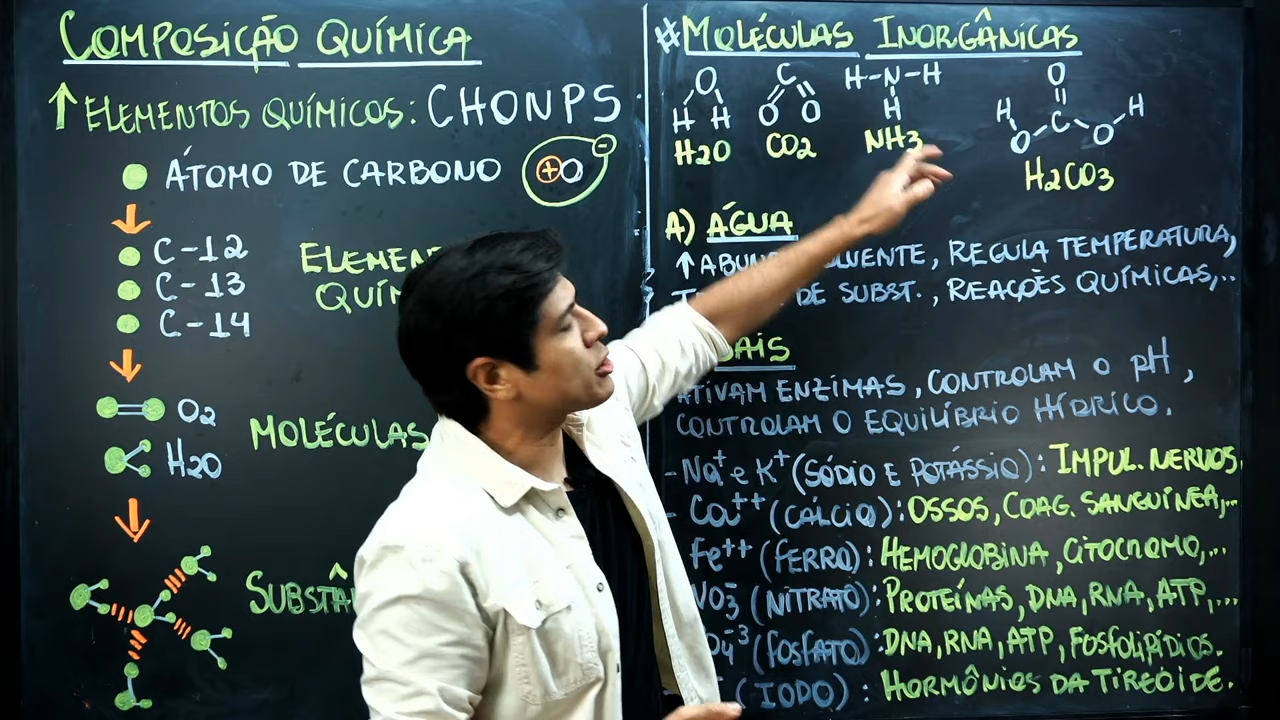 COMPOSIÇÃO QUÍMICA
↑ ELEMENTOS QUÍMICOS: CHONPS
ÁTOMO DE CARBONO + O -
C-12
C-13
C-14
O2
MOLÉCULAS
H2O
#MOLÉCULAS INORGÂNICAS
O C H-N-H O
H H O O H H H
O C O
H2O CO2 NH3 H2CO3
A) ÁGUA
REGULA TEMPERATURA,
DE SUBST., REAÇÕES QUÍMICAS,...
ATIVAM ENZIMAS, CONTROLAM O pH,
CONTROLAM O EQUILÍBRIO HÍDRICO.
- Na+ e K+ (SÓDIO E POTÁSSIO): IMPUL. NERVOS.
- Ca++ (CÁLCIO): OSSOS, COAG. SANGUÍNEA,...
Fe++ (FERRO): HEMOGLOBINA, CITOCROMO,...
NO3- (NITRATO): PROTEÍNAS, DNA, RNA, ATP,...
(FOSFATO): DNA, RNA, ATP, FOSFOLIPÍDIOS.
(IODO): HORMÔNIOS DA TIREÓIDE.